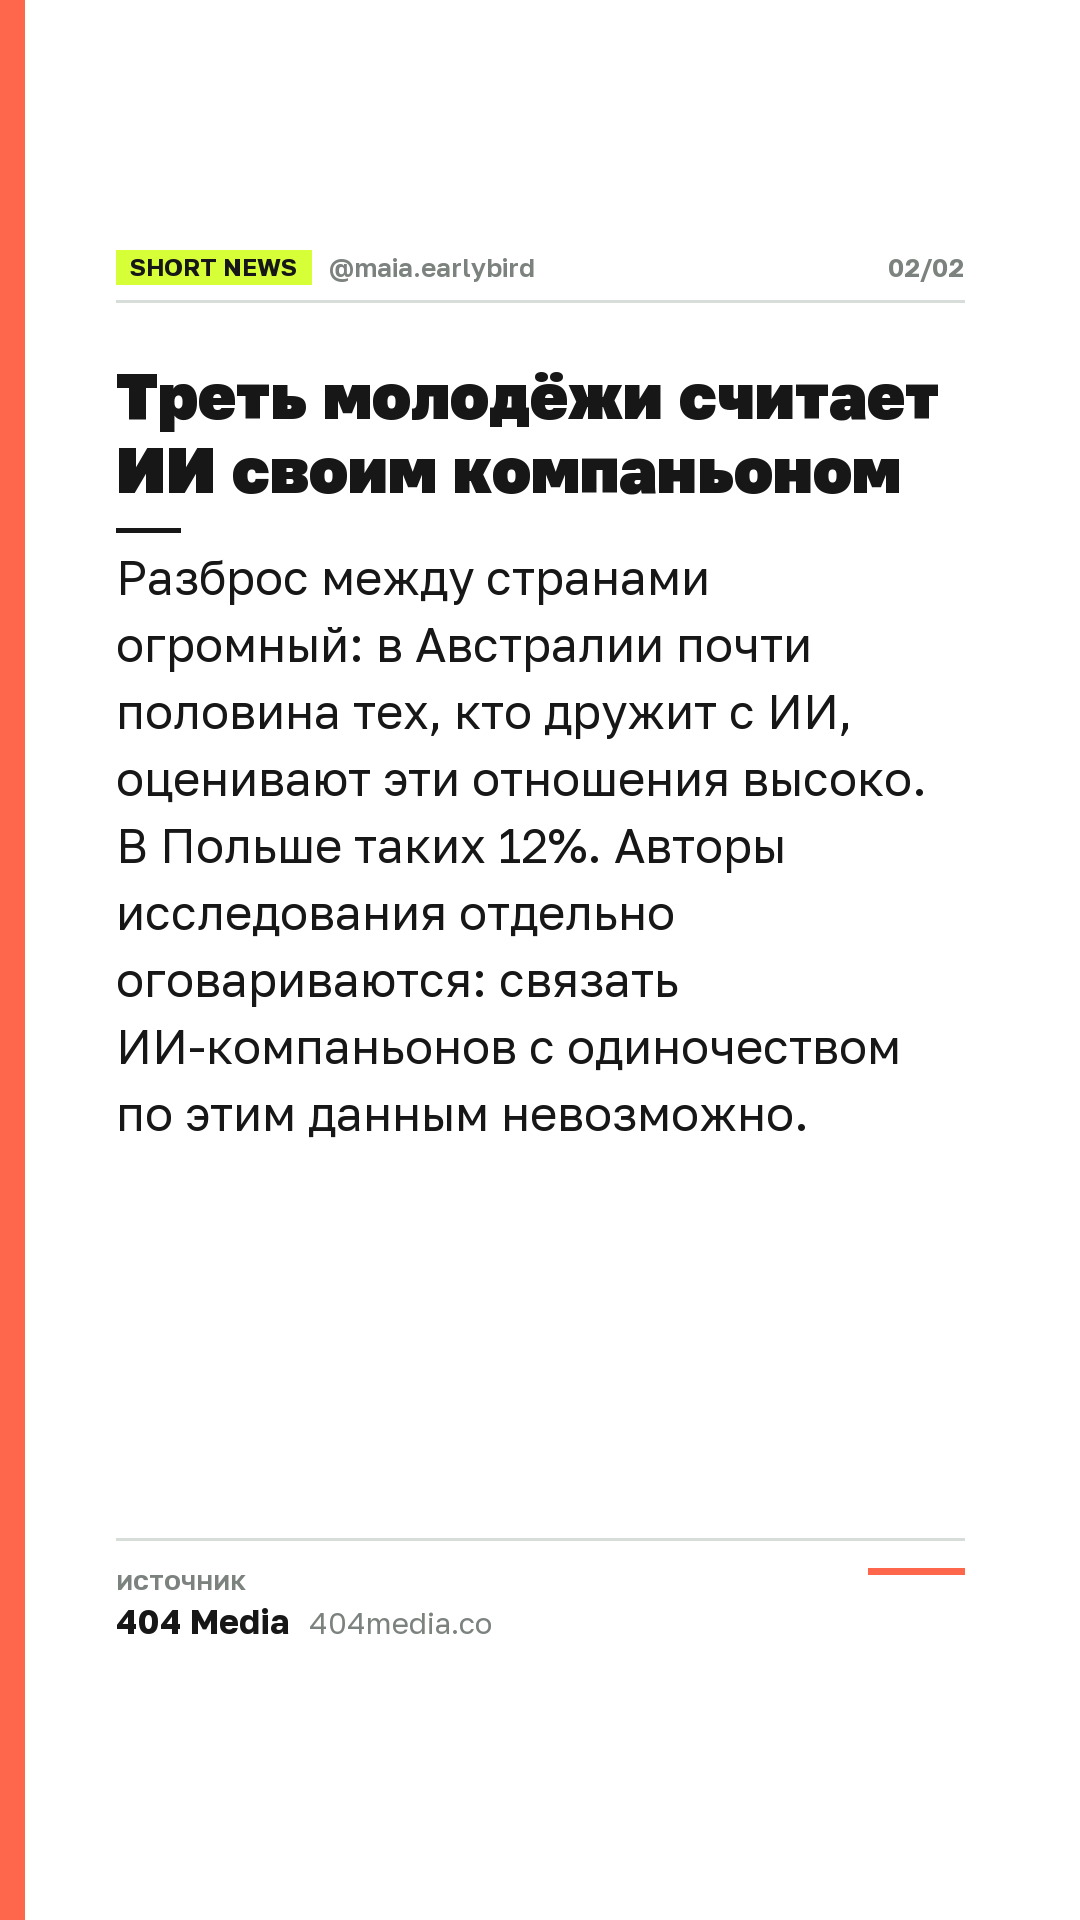 SHORT NEWS @maia.earlybird 02/02
Треть молодёжи считает
ИИ своим компаньоном
Разброс между странами
огромный: в Австралии почти
половина тех, кто дружит с ИИ,
оценивают эти отношения высоко.
В Польше таких 12%. Авторы
исследования отдельно
оговариваются: связать
ИИ-компаньонов с одиночеством
по этим данным невозможно.
источник
404 Media 404media.co